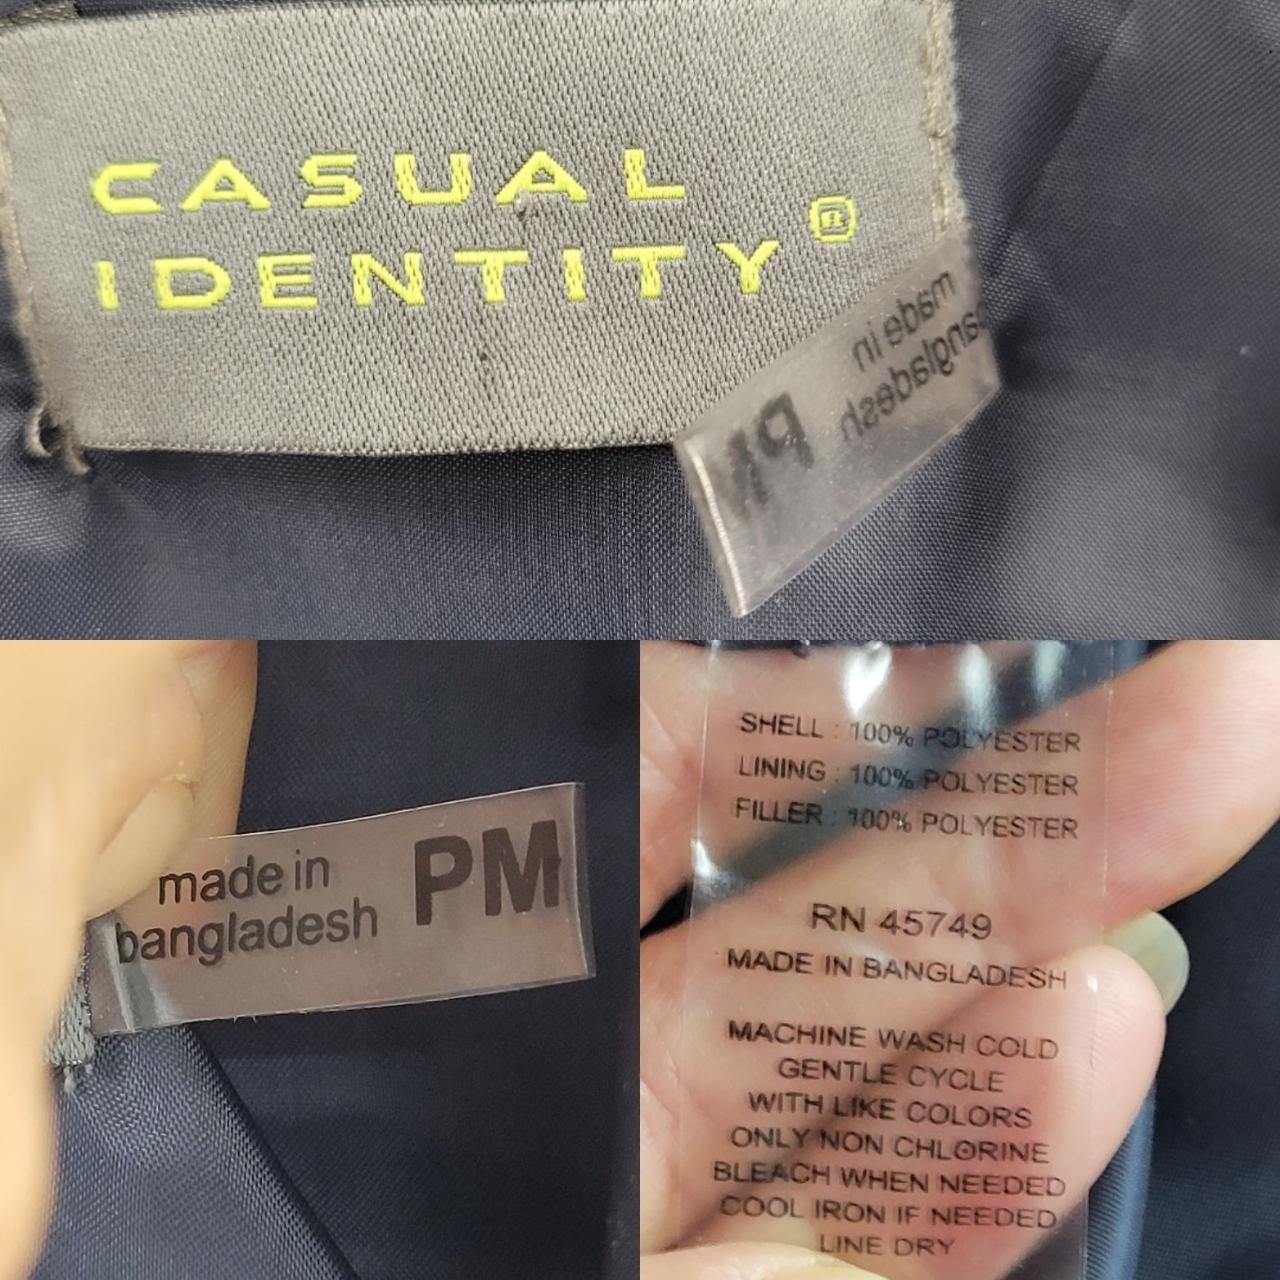 CASUAL
IDENTITY®
made in
bangladesh
PM
made in
bangladesh
PM
SHELL : 100% POLYESTER
LINING : 100% POLYESTER
FILLER : 100% POLYESTER
RN 45749
MADE IN BANGLADESH
MACHINE WASH COLD
GENTLE CYCLE
WITH LIKE COLORS
ONLY NON CHLORINE
BLEACH WHEN NEEDED
COOL IRON IF NEEDED
LINE DRY